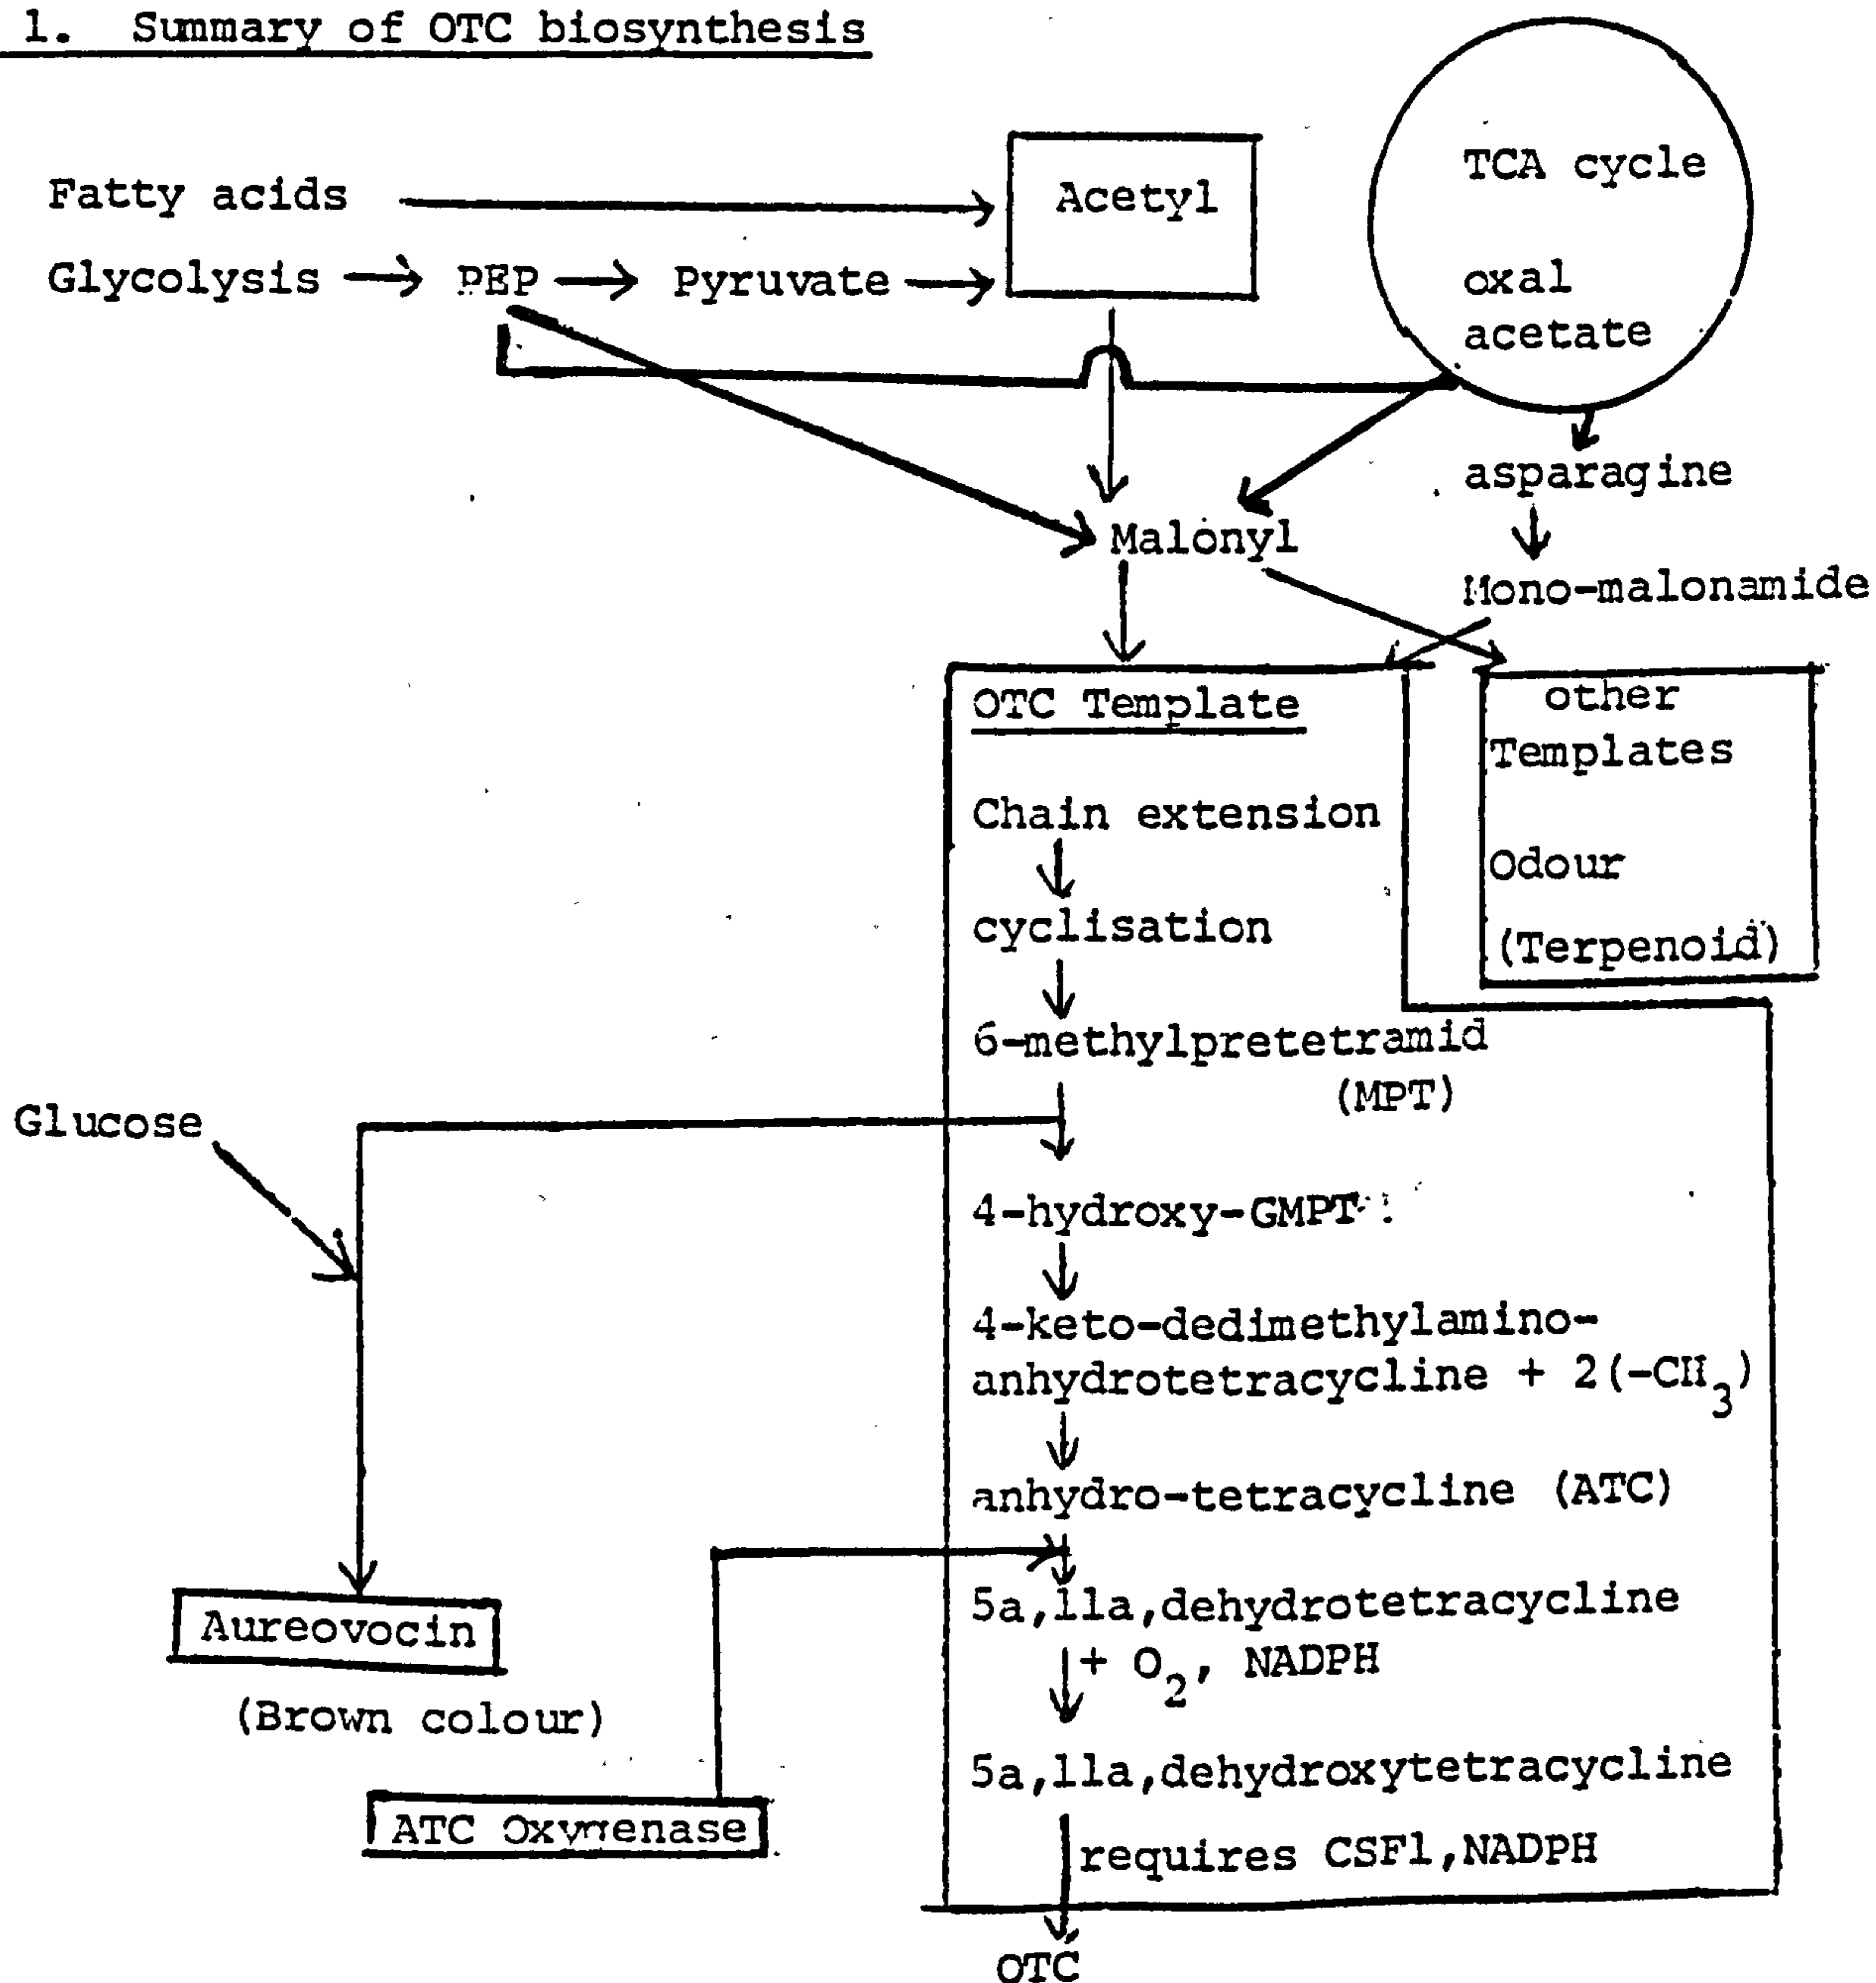 1. Summary of OTC biosynthesis
Fatty acids
Acetyl
TCA cycle
Glycolysis → PEP → Pyruvate →
oxal
acetate
asparagine
Malonyl
Mono-malonamide
OTC Template
other
Templates
Chain extension
Odour
cyclisation
(Terpenoid)
6-methylpretetramid
(MPT)
Glucose
4-hydroxy-GMPT
4-keto-dedimethylamino-
anhydrotetracycline + 2(-CH3)
anhydro-tetracycline (ATC)
5a,11a,dehydrotetracycline
Aureovocin
+ O2, NADPH
(Brown colour)
5a,11a,dehydroxytetracycline
ATC Oxygenase
requires CSF1,NADPH
OTC